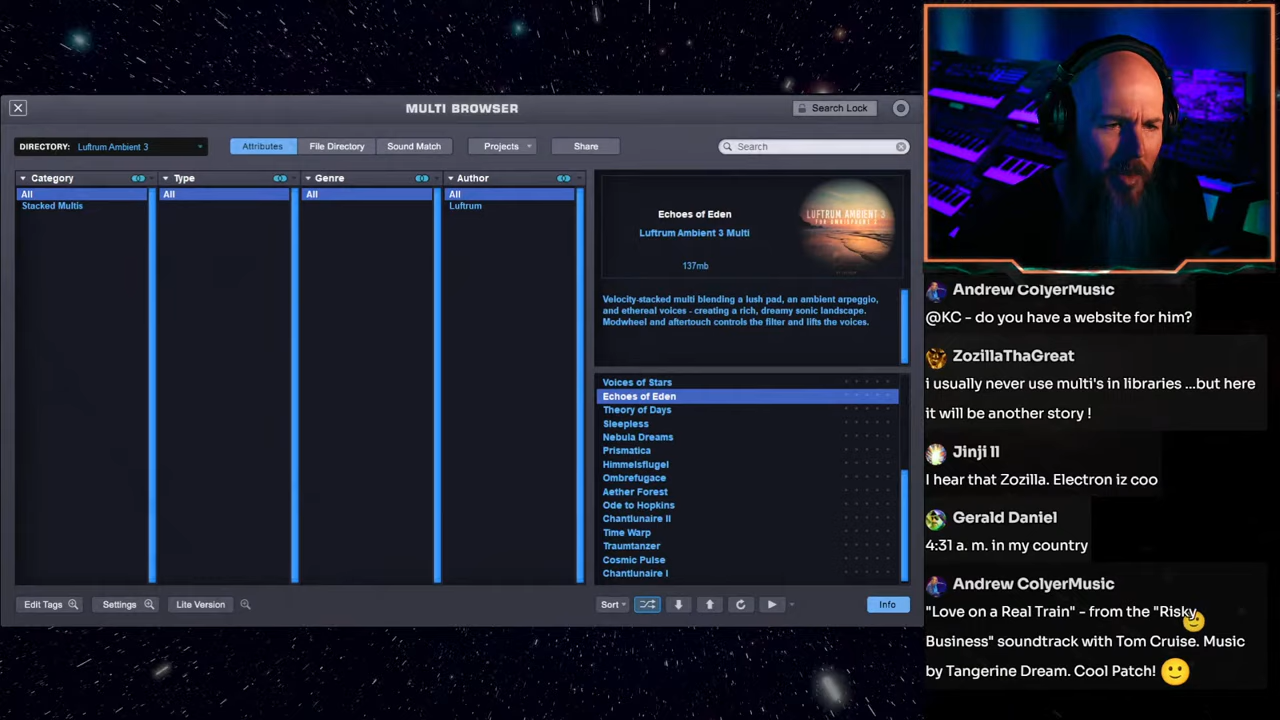 MULTI BROWSER
Search Lock
DIRECTORY: Luftrum Ambient 3
Attributes
File Directory
Sound Match
Projects
Share
Search
Category
Type
Genre
Author
All
All
All
All
Stacked Multis
Luftrum
Echoes of Eden
Luftrum Ambient 3 Multi
137mb
LUFTRUM AMBIENT 3
FOR OMNISPHERE 2
Velocity-stacked multi blending a lush pad, an ambient arpeggio,
and ethereal voices - creating a rich, dreamy sonic landscape.
Modwheel and aftertouch controls the filter and lifts the voices.
Voices of Stars
Echoes of Eden
Theory of Days
Sleepless
Nebula Dreams
Prismatica
Himmelsflugel
Ombrefugace
Aether Forest
Ode to Hopkins
Chantlunaire II
Time Warp
Traumtanzer
Cosmic Pulse
Chantlunaire I
Edit Tags
Settings
Lite Version
Sort
Info
Andrew ColyerMusic
@KC - do you have a website for him?
ZozillaThaGreat
i usually never use multi's in libraries ...but here
it will be another story !
Jinji ll
I hear that Zozilla. Electron iz coo
Gerald Daniel
4:31 a. m. in my country
Andrew ColyerMusic
"Love on a Real Train" - from the "Risky
Business" soundtrack with Tom Cruise. Music
by Tangerine Dream. Cool Patch! 🙂